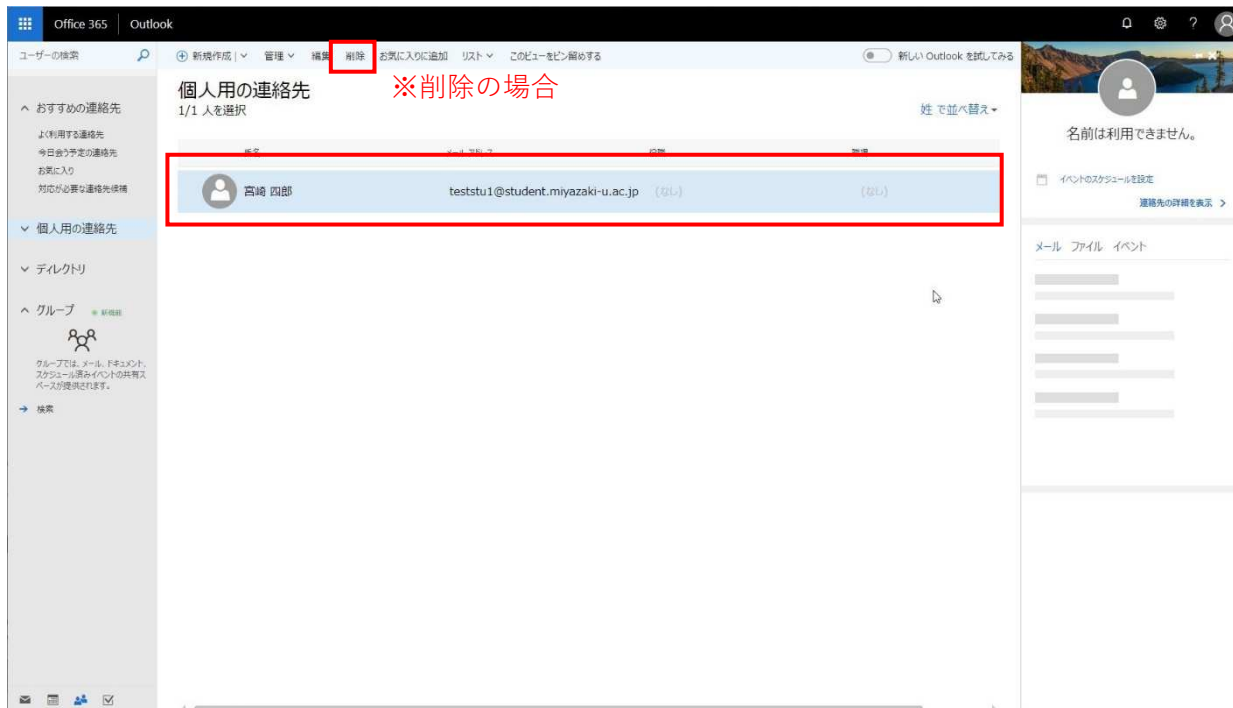 Office 365 Outlook
ユーザーの検索
新規作成 管理 編集 削除 お気に入りに追加 リスト このビューをピン留めする 新しい Outlook を試してみる
※削除の場合
個人用の連絡先
1/1 人を選択
姓 で並べ替え
おすすめの連絡先
よく利用する連絡先
今日会う予定の連絡先
お気に入り
対応が必要な連絡先候補
個人用の連絡先
ディレクトリ
グループ
グループでは、メール、ドキュメント、
スケジュール済みイベントの共有ス
ペースが提供されます。
検索
氏名 メール アドレス 役職
宮崎 四郎 teststu1@student.miyazaki-u.ac.jp (なし) (なし)
名前は利用できません。
イベントのスケジュールを設定
連絡先の詳細を表示
メール ファイル イベント